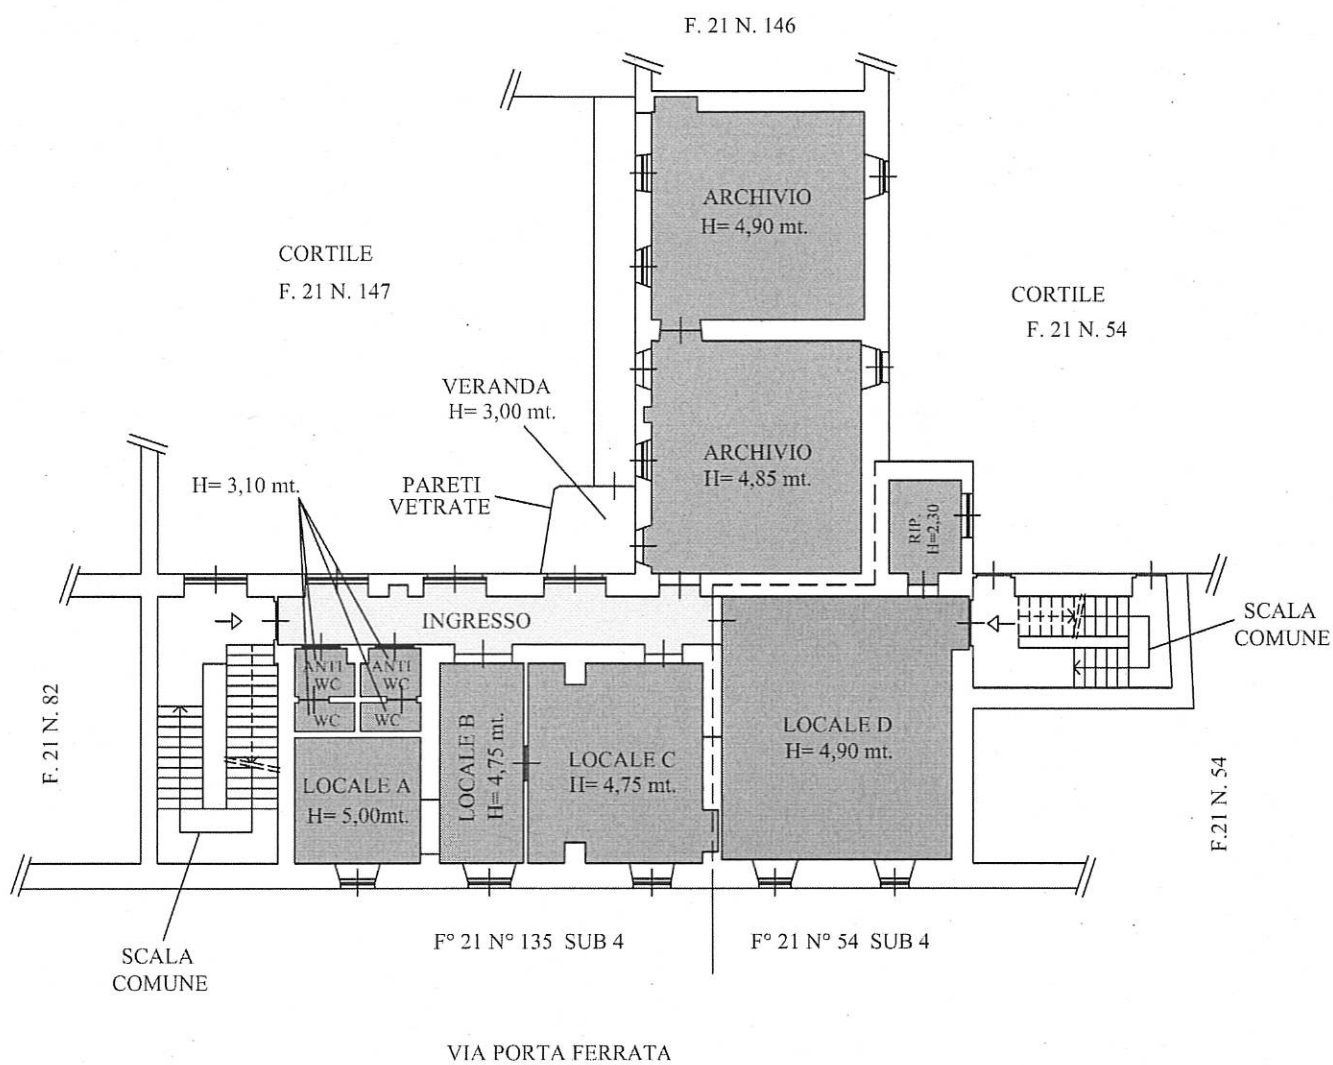 F. 21 N. 146
ARCHIVIO
H= 4,90 mt.
CORTILE
F. 21 N. 147
CORTILE
F. 21 N. 54
VERANDA
H= 3,00 mt.
ARCHIVIO
H= 4,85 mt.
H= 3,10 mt.
PARETI
VETRATE
RIP.
H=2,30
INGRESSO
SCALA
COMUNE
ANTI
WC
ANTI
WC
WC
WC
F. 21 N. 82
LOCALE A
H= 5,00mt.
LOCALE B
H= 4,75 mt.
LOCALE C
H= 4,75 mt.
LOCALE D
H= 4,90 mt.
F.21 N. 54
SCALA
COMUNE
F° 21 N° 135 SUB 4
F° 21 N° 54 SUB 4
VIA PORTA FERRATA